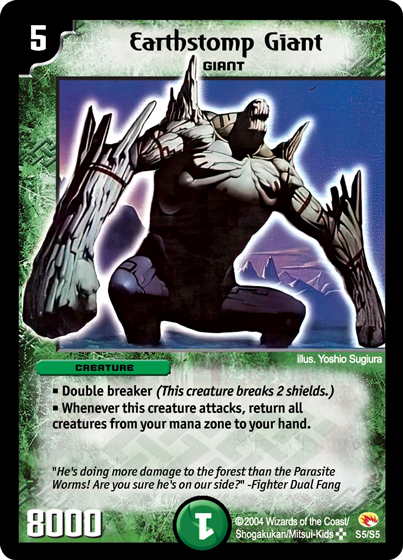 5
Earthstomp Giant
GIANT
illus. Yoshio Sugiura
CREATURE
▪ Double breaker (This creature breaks 2 shields.)
▪ Whenever this creature attacks, return all
creatures from your mana zone to your hand.
"He's doing more damage to the forest than the Parasite
Worms! Are you sure he's on our side?" -Fighter Dual Fang
8000
1
©2004 Wizards of the Coast/
Shogakukan/Mitsui-Kids S5/S5